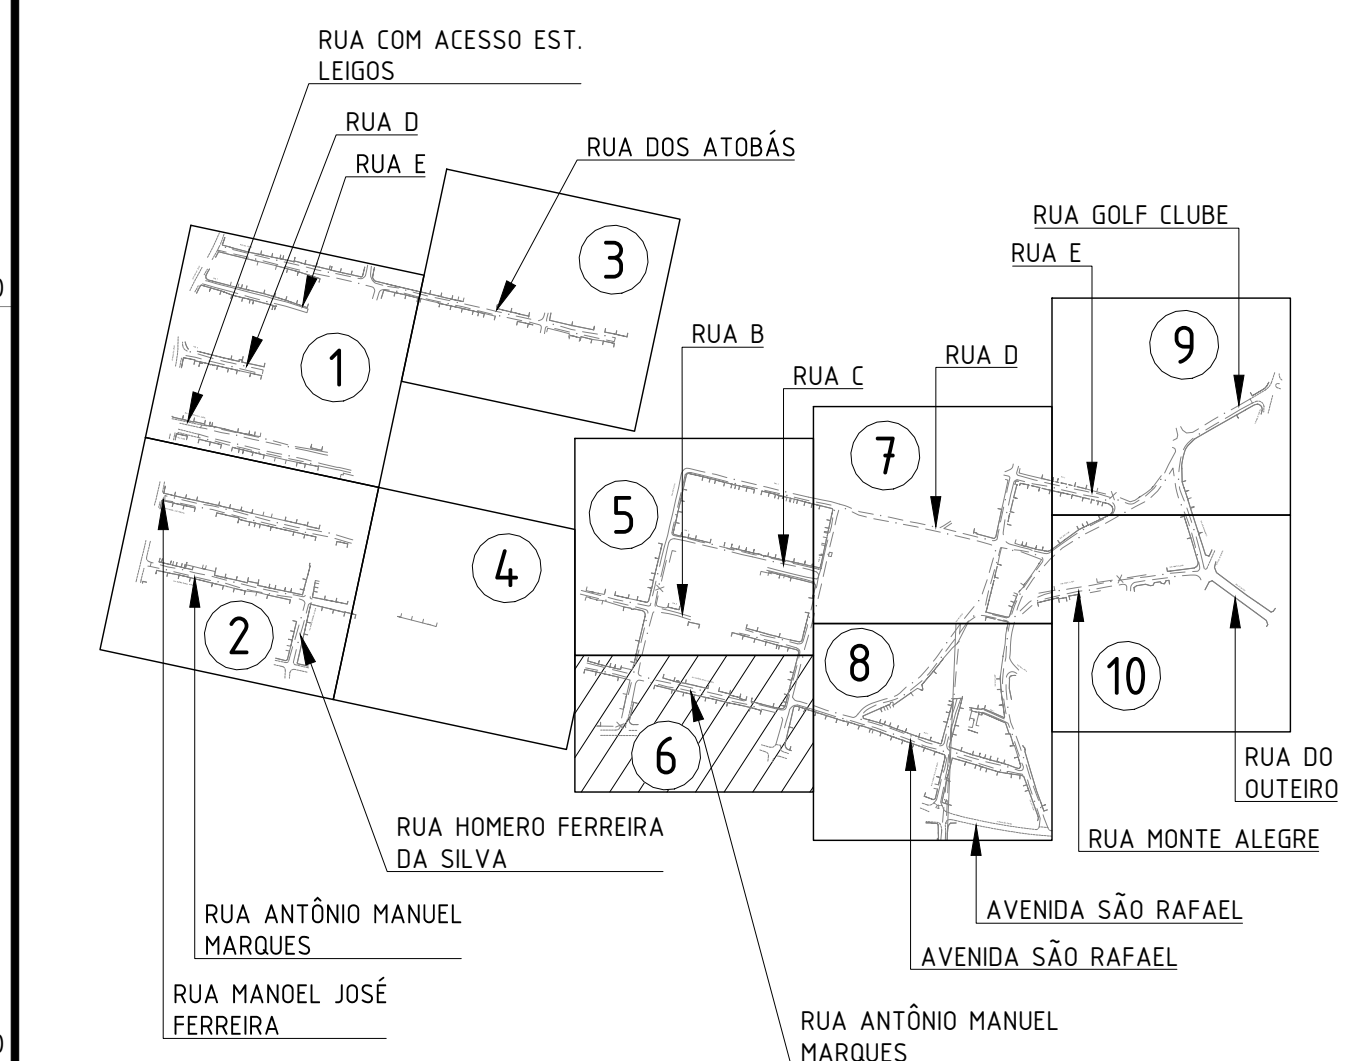 RUA COM ACESSO EST.
LEIGOS
RUA D
RUA E
RUA DOS ATOBÁS
RUA GOLF CLUBE
RUA E
3
9
RUA B
RUA D
1
RUA C
7
5
4
2
8
10
6
RUA DO
OUTEIRO
RUA HOMERO FERREIRA
DA SILVA
RUA MONTE ALEGRE
RUA ANTÔNIO MANUEL
MARQUES
AVENIDA SÃO RAFAEL
AVENIDA SÃO RAFAEL
RUA MANOEL JOSÉ
FERREIRA
RUA ANTÔNIO MANUEL
MARQUES